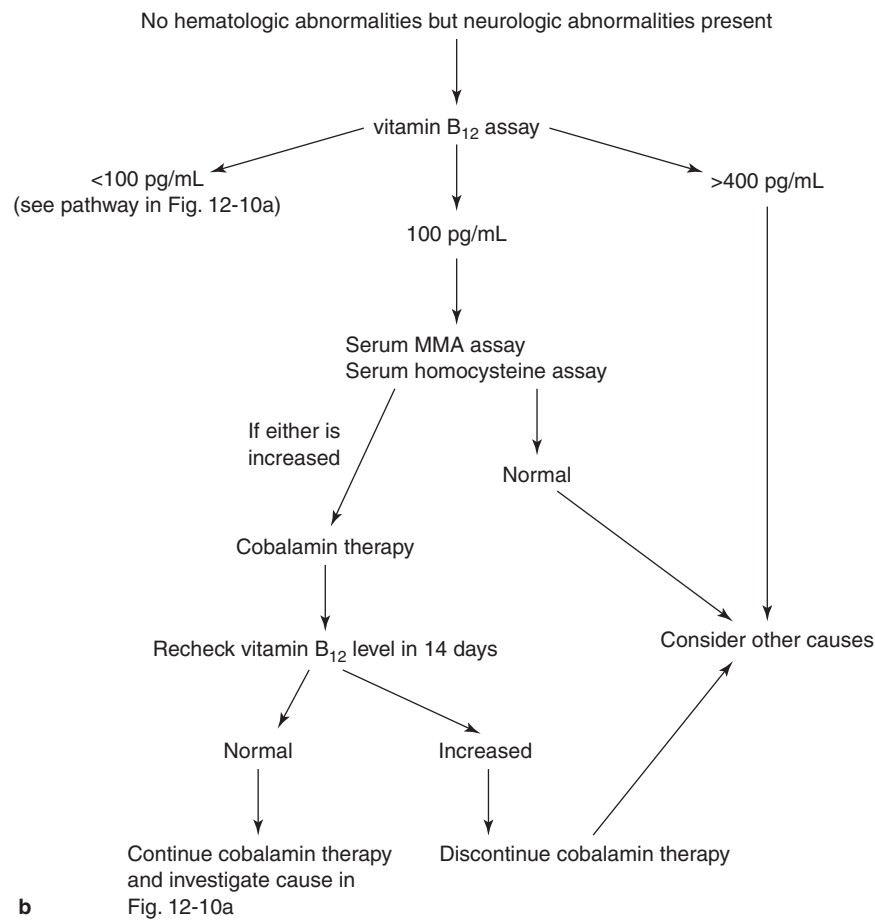 No hematologic abnormalities but neurologic abnormalities present
vitamin B₁₂ assay
<100 pg/mL
(see pathway in Fig. 12-10a)
>400 pg/mL
100 pg/mL
Serum MMA assay
Serum homocysteine assay
If either is
increased
Normal
Cobalamin therapy
Recheck vitamin B₁₂ level in 14 days
Consider other causes
Normal
Increased
Continue cobalamin therapy
and investigate cause in
Fig. 12-10a
Discontinue cobalamin therapy
b